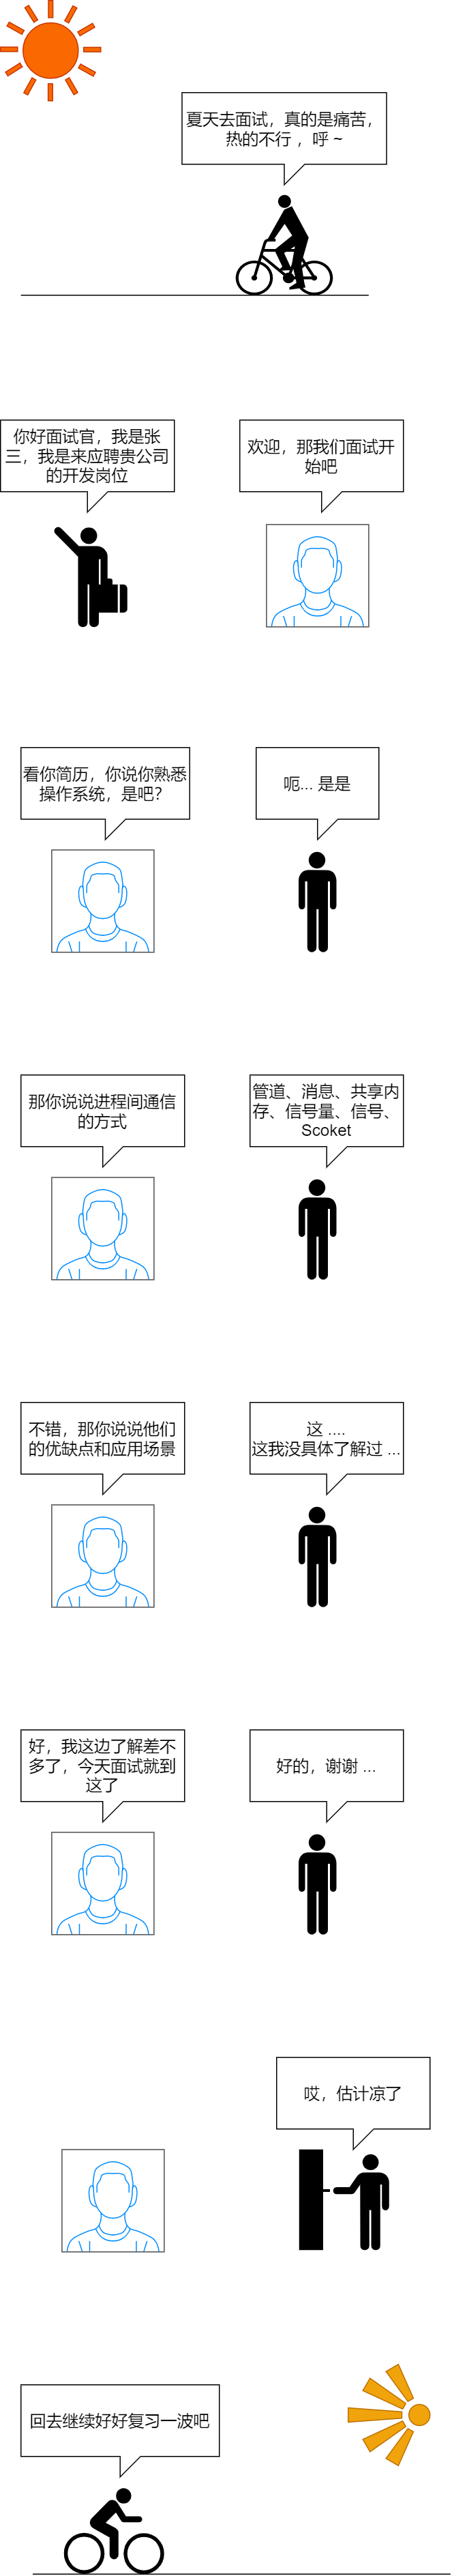 夏天去面试，真的是痛苦，
热的不行 ，呼 ~
你好面试官，我是张
三，我是来应聘贵公司
的开发岗位
欢迎，那我们面试开
始吧
看你简历，你说你熟悉
操作系统，是吧？
呃... 是是
那你说说进程间通信
的方式
管道、消息、共享内
存、信号量、信号、
Scoket
不错，那你说说他们
的优缺点和应用场景
这 ....
这我没具体了解过 ...
好，我这边了解差不
多了，今天面试就到
这了
好的，谢谢 ...
哎，估计凉了
回去继续好好复习一波吧